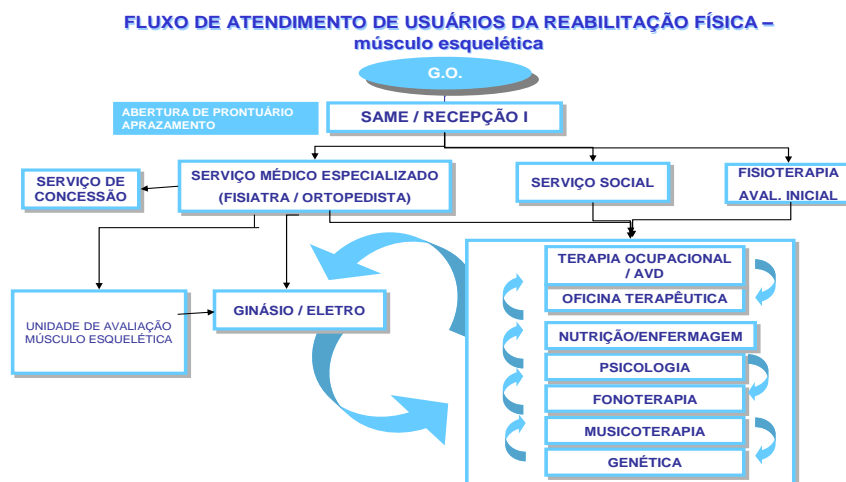 FLUXO DE ATENDIMENTO DE USUÁRIOS DA REABILITAÇÃO FÍSICA –
músculo esquelética
G.O.
ABERTURA DE PRONTUÁRIO
APRAZAMENTO
SAME / RECEPÇÃO I
SERVIÇO DE
CONCESSÃO
SERVIÇO MÉDICO ESPECIALIZADO
(FISIATRA / ORTOPEDISTA)
SERVIÇO SOCIAL
FISIOTERAPIA
AVAL. INICIAL
UNIDADE DE AVALIAÇÃO
MÚSCULO ESQUELÉTICA
GINÁSIO / ELETRO
TERAPIA OCUPACIONAL
/ AVD
OFICINA TERAPÊUTICA
NUTRIÇÃO/ENFERMAGEM
PSICOLOGIA
FONOTERAPIA
MUSICOTERAPIA
GENÉTICA